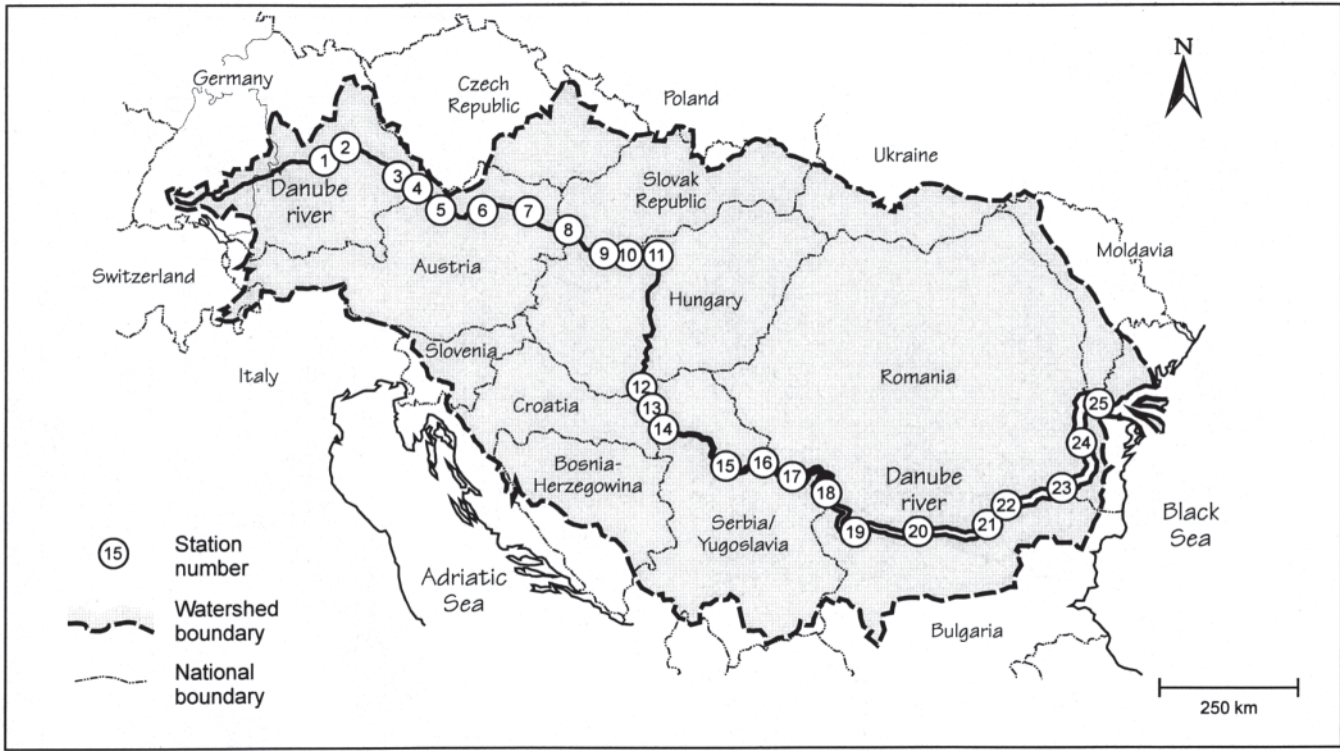 N
Germany
Czech
Republic
Poland
Ukraine
1
2
3
4
5
6
7
8
9
10
11
Danube
river
Slovak
Republic
Moldavia
Switzerland
Austria
Hungary
Slovenia
Italy
Romania
Croatia
12
13
14
15
16
17
18
19
20
21
22
23
24
25
Bosnia-
Herzegowina
Danube
river
Serbia/
Yugoslavia
Black
Sea
Adriatic
Sea
Bulgaria
15
Station
number
Watershed
boundary
National
boundary
250 km